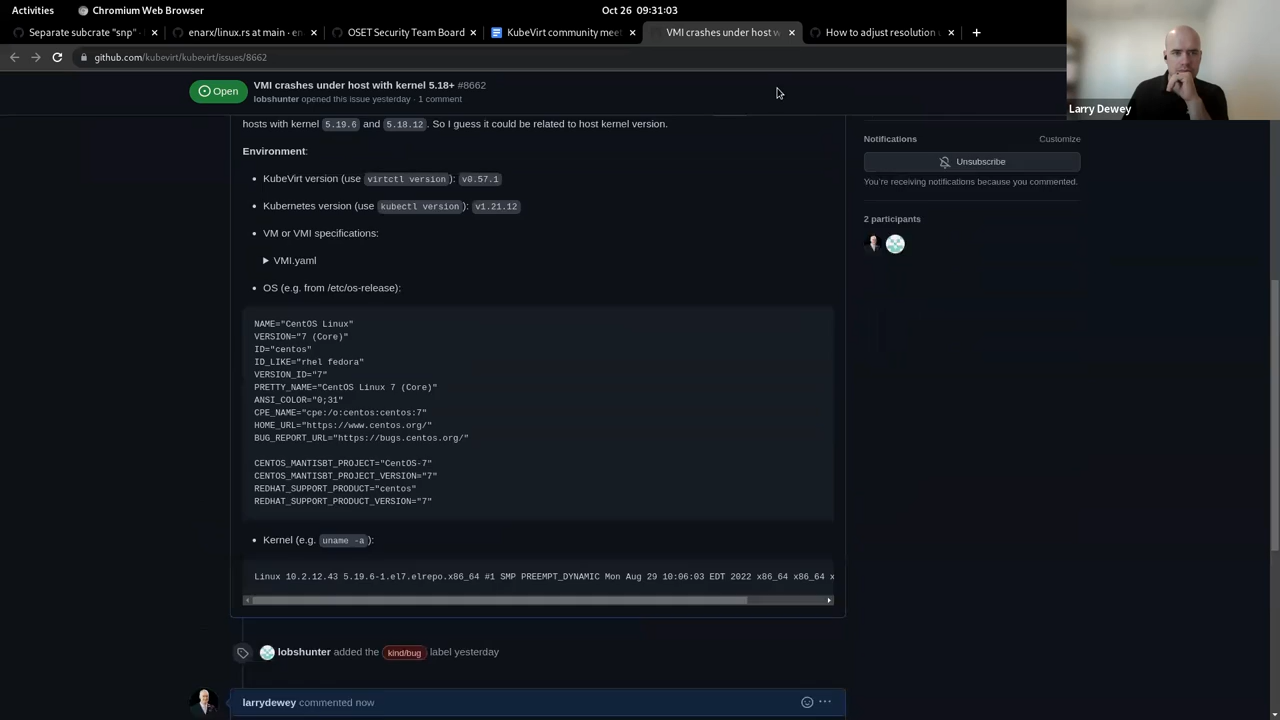 Activities
Chromium Web Browser
Oct 26 09:31:03
Separate subcrate "snp" ·
enarx/linux.rs at main · en
OSET Security Team Board
KubeVirt community mee
VMI crashes under host w
How to adjust resolution
github.com/kubevirt/kubevirt/issues/8662
Larry Dewey
Open
VMI crashes under host with kernel 5.18+ #8662
lobshunter opened this issue yesterday · 1 comment
hosts with kernel 5.19.6 and 5.18.12. So I guess it could be related to host kernel version.
Environment:
KubeVirt version (use virtctl version): v0.57.1
Kubernetes version (use kubectl version): v1.21.12
VM or VMI specifications:
VMI.yaml
OS (e.g. from /etc/os-release):
NAME="CentOS Linux"
VERSION="7 (Core)"
ID="centos"
ID_LIKE="rhel fedora"
VERSION_ID="7"
PRETTY_NAME="CentOS Linux 7 (Core)"
ANSI_COLOR="0;31"
CPE_NAME="cpe:/o:centos:centos:7"
HOME_URL="https://www.centos.org/"
BUG_REPORT_URL="https://bugs.centos.org/"
CENTOS_MANTISBT_PROJECT="CentOS-7"
CENTOS_MANTISBT_PROJECT_VERSION="7"
REDHAT_SUPPORT_PRODUCT="centos"
REDHAT_SUPPORT_PRODUCT_VERSION="7"
Kernel (e.g. uname -a):
Linux 10.2.12.43 5.19.6-1.el7.elrepo.x86_64 #1 SMP PREEMPT_DYNAMIC Mon Aug 29 10:06:03 EDT 2022 x86_64 x86_64 x
lobshunter added the kind/bug label yesterday
larrydewey commented now
Notifications
Customize
Unsubscribe
You're receiving notifications because you commented.
2 participants